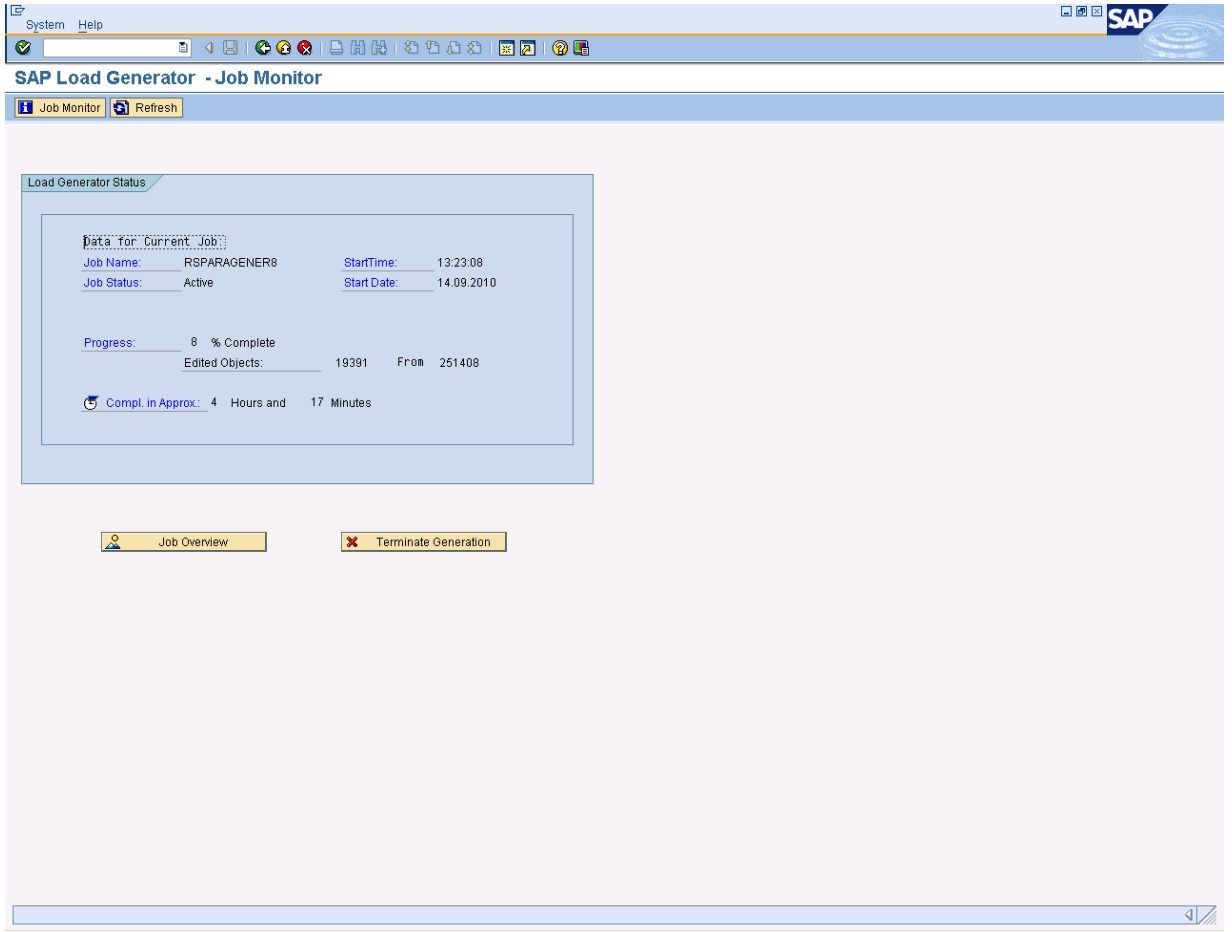 System Help
SAP
SAP Load Generator - Job Monitor
Job Monitor Refresh
Load Generator Status
Data for Current Job:
Job Name: RSPARAGENER8 StartTime: 13:23:08
Job Status: Active Start Date: 14.09.2010
Progress: 8 % Complete
Edited Objects: 19391 From 251408
Compl. in Approx.: 4 Hours and 17 Minutes
Job Overview Terminate Generation